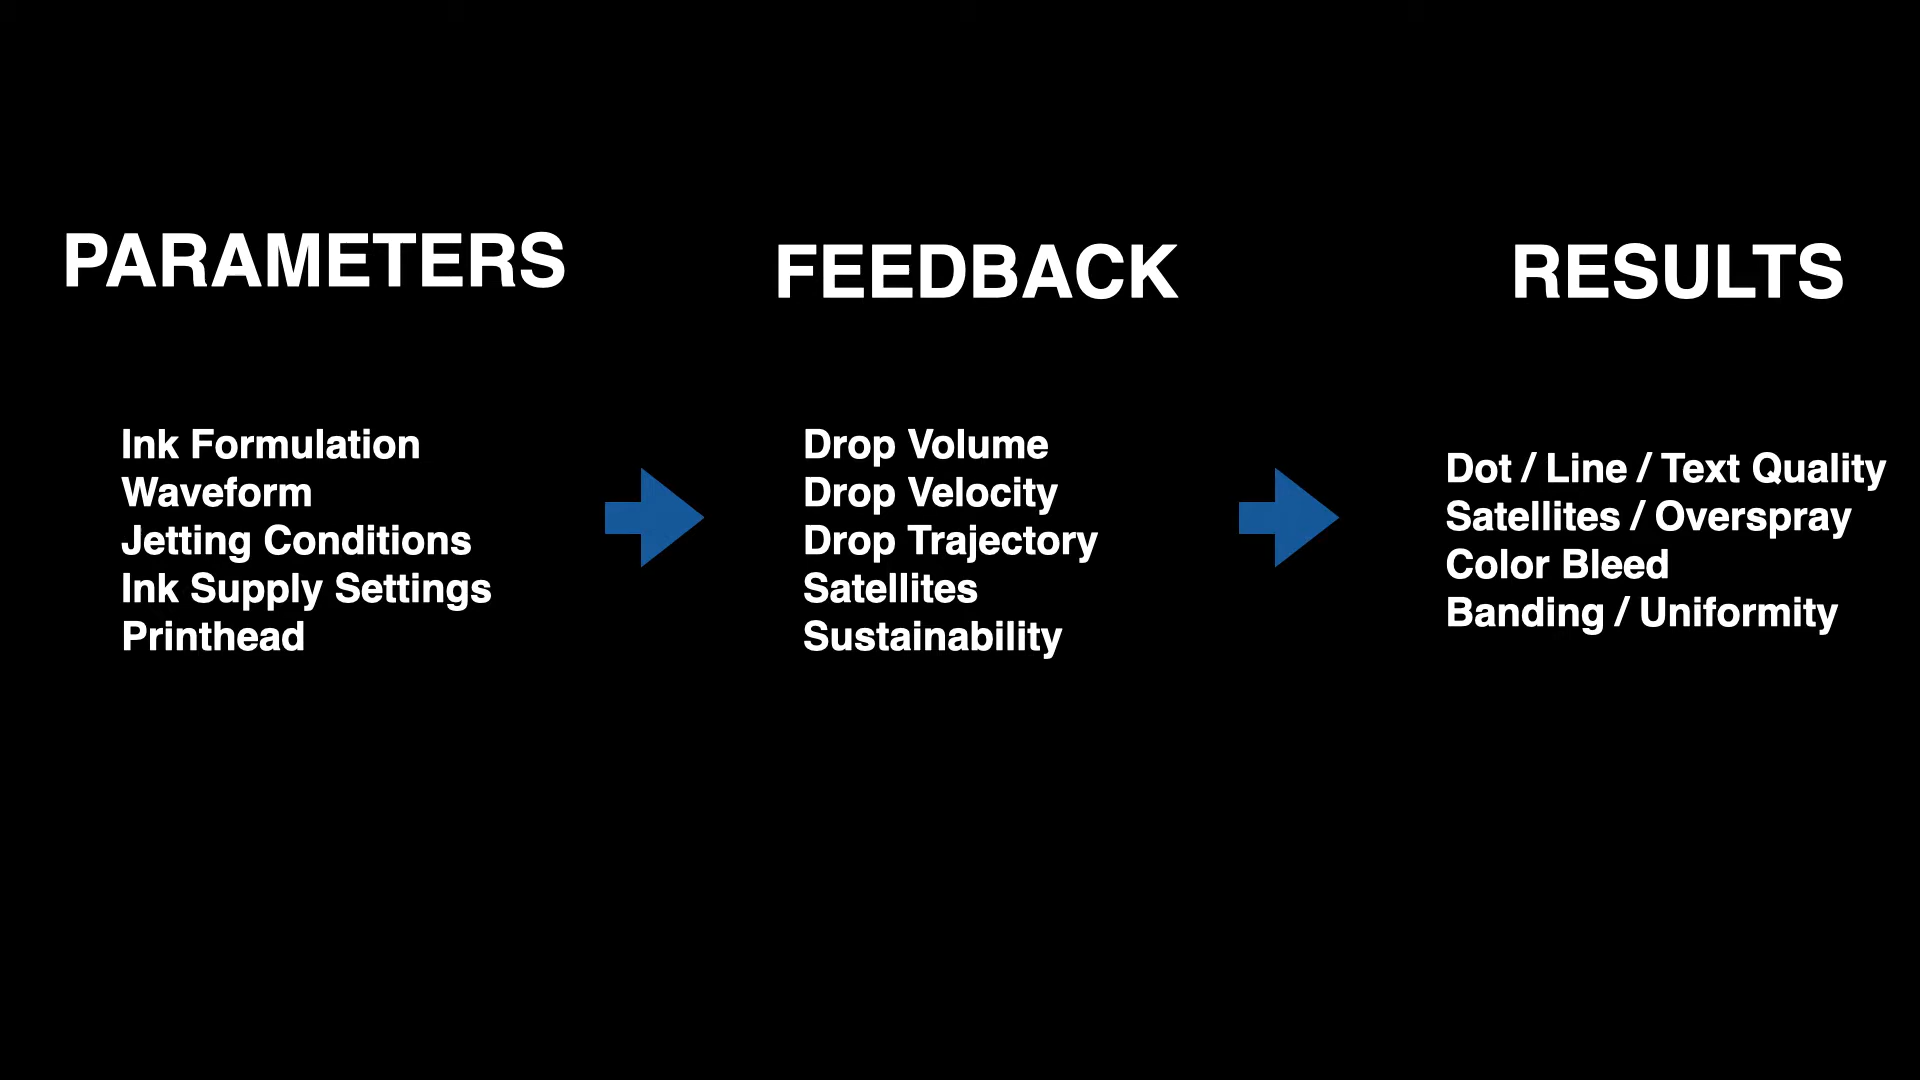 PARAMETERS
Ink Formulation
Waveform
Jetting Conditions
Ink Supply Settings
Printhead
FEEDBACK
Drop Volume
Drop Velocity
Drop Trajectory
Satellites
Sustainability
RESULTS
Dot / Line / Text Quality
Satellites / Overspray
Color Bleed
Banding / Uniformity